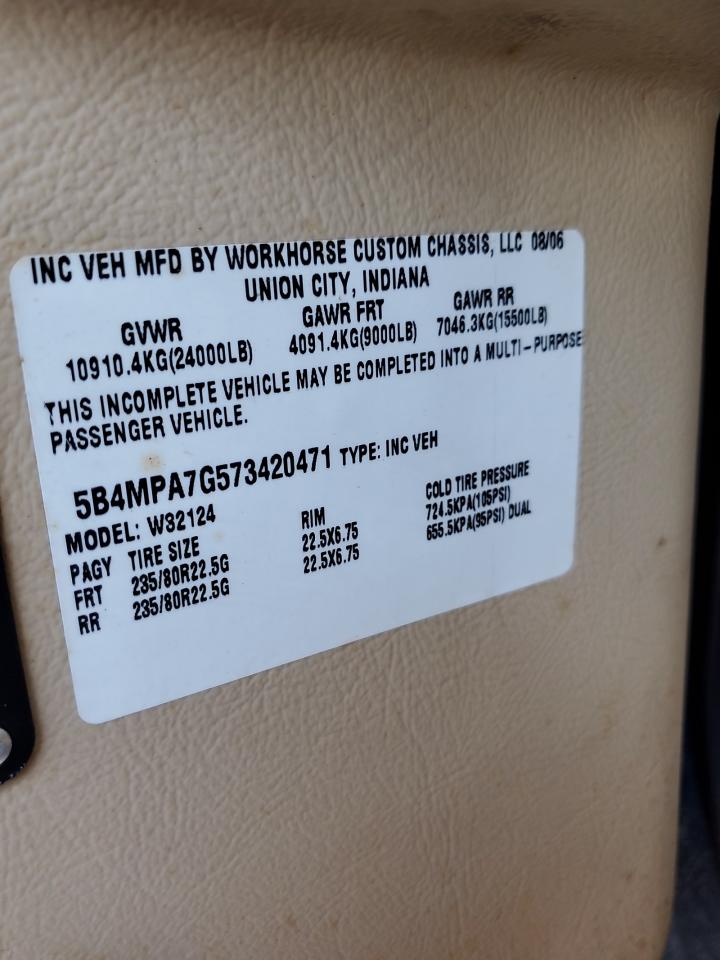 INC VEH MFD BY WORKHORSE CUSTOM CHASSIS, LLC 08/06
UNION CITY, INDIANA
GVWR GAWR FRT GAWR RR
10910.4KG(24000LB) 4091.4KG(9000LB) 7046.3KG(15500LB)
THIS INCOMPLETE VEHICLE MAY BE COMPLETED INTO A MULTI-PURPOSE
PASSENGER VEHICLE.
5B4MPA7G573420471 TYPE: INC VEH
MODEL: W32124
PAGY TIRE SIZE RIM COLD TIRE PRESSURE
FRT 235/80R22.5G 22.5X6.75 724.5KPA(105PSI)
RR 235/80R22.5G 22.5X6.75 655.5KPA(95PSI) DUAL